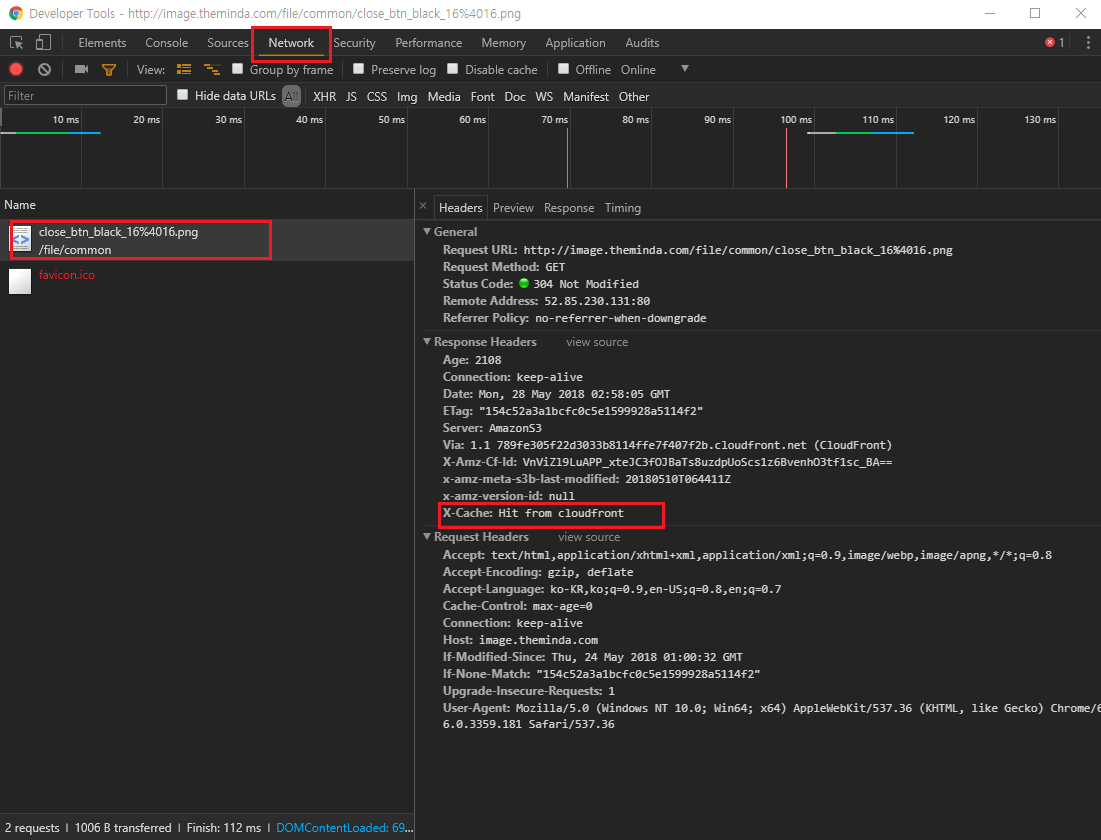 Developer Tools - http://image.theminda.com/file/common/close_btn_black_16%4016.png
Elements Console Sources Network Security Performance Memory Application Audits 1
View: Group by frame Preserve log Disable cache Offline Online
Filter Hide data URLs All XHR JS CSS Img Media Font Doc WS Manifest Other
10 ms 20 ms 30 ms 40 ms 50 ms 60 ms 70 ms 80 ms 90 ms 100 ms 110 ms 120 ms 130 ms
Name
close_btn_black_16%4016.png
/file/common
favicon.ico
Headers Preview Response Timing
General
Request URL: http://image.theminda.com/file/common/close_btn_black_16%4016.png
Request Method: GET
Status Code: 304 Not Modified
Remote Address: 52.85.230.131:80
Referrer Policy: no-referrer-when-downgrade
Response Headers view source
Age: 2108
Connection: keep-alive
Date: Mon, 28 May 2018 02:58:05 GMT
ETag: "154c52a3a1bcfc0c5e1599928a5114f2"
Server: AmazonS3
Via: 1.1 789fe305f22d3033b8114ffe7f407f2b.cloudfront.net (CloudFront)
X-Amz-Cf-Id: VnViZl9LuAPP_xteJC3fOJBaTs8uzdpUoScs1z6BvenhO3tf1sc_BA==
x-amz-meta-s3b-last-modified: 20180510T064411Z
x-amz-version-id: null
X-Cache: Hit from cloudfront
Request Headers view source
Accept: text/html,application/xhtml+xml,application/xml;q=0.9,image/webp,image/apng,*/*;q=0.8
Accept-Encoding: gzip, deflate
Accept-Language: ko-KR,ko;q=0.9,en-US;q=0.8,en;q=0.7
Cache-Control: max-age=0
Connection: keep-alive
Host: image.theminda.com
If-Modified-Since: Thu, 24 May 2018 01:00:32 GMT
If-None-Match: "154c52a3a1bcfc0c5e1599928a5114f2"
Upgrade-Insecure-Requests: 1
User-Agent: Mozilla/5.0 (Windows NT 10.0; Win64; x64) AppleWebKit/537.36 (KHTML, like Gecko) Chrome/6
6.0.3359.181 Safari/537.36
2 requests | 1006 B transferred | Finish: 112 ms | DOMContentLoaded: 69...